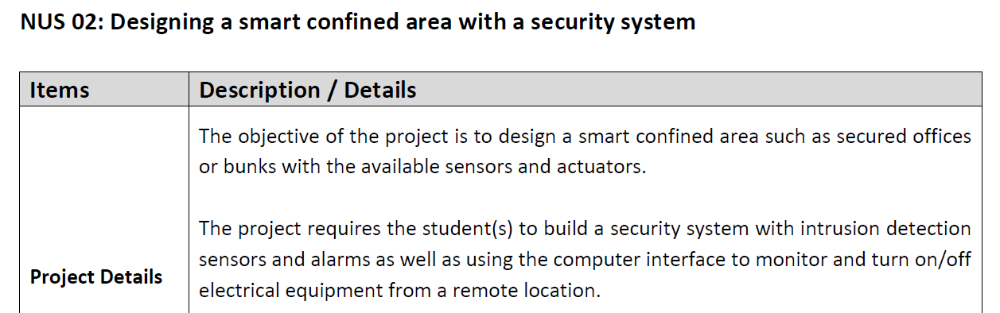 NUS 02: Designing a smart confined area with a security system
Items
Description / Details
The objective of the project is to design a smart confined area such as secured offices
or bunks with the available sensors and actuators.
The project requires the student(s) to build a security system with intrusion detection
sensors and alarms as well as using the computer interface to monitor and turn on/off
Project Details
electrical equipment from a remote location.